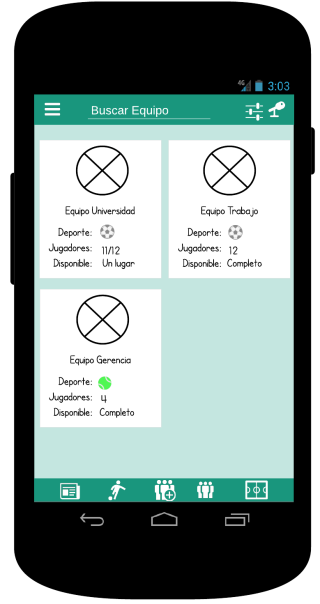 4G 3:03
Buscar Equipo
Equipo Universidad
Deporte:
Jugadores: 11/12
Disponible: Un lugar
Equipo Trabajo
Deporte:
Jugadores: 12
Disponible: Completo
Equipo Gerencia
Deporte:
Jugadores: 4
Disponible: Completo